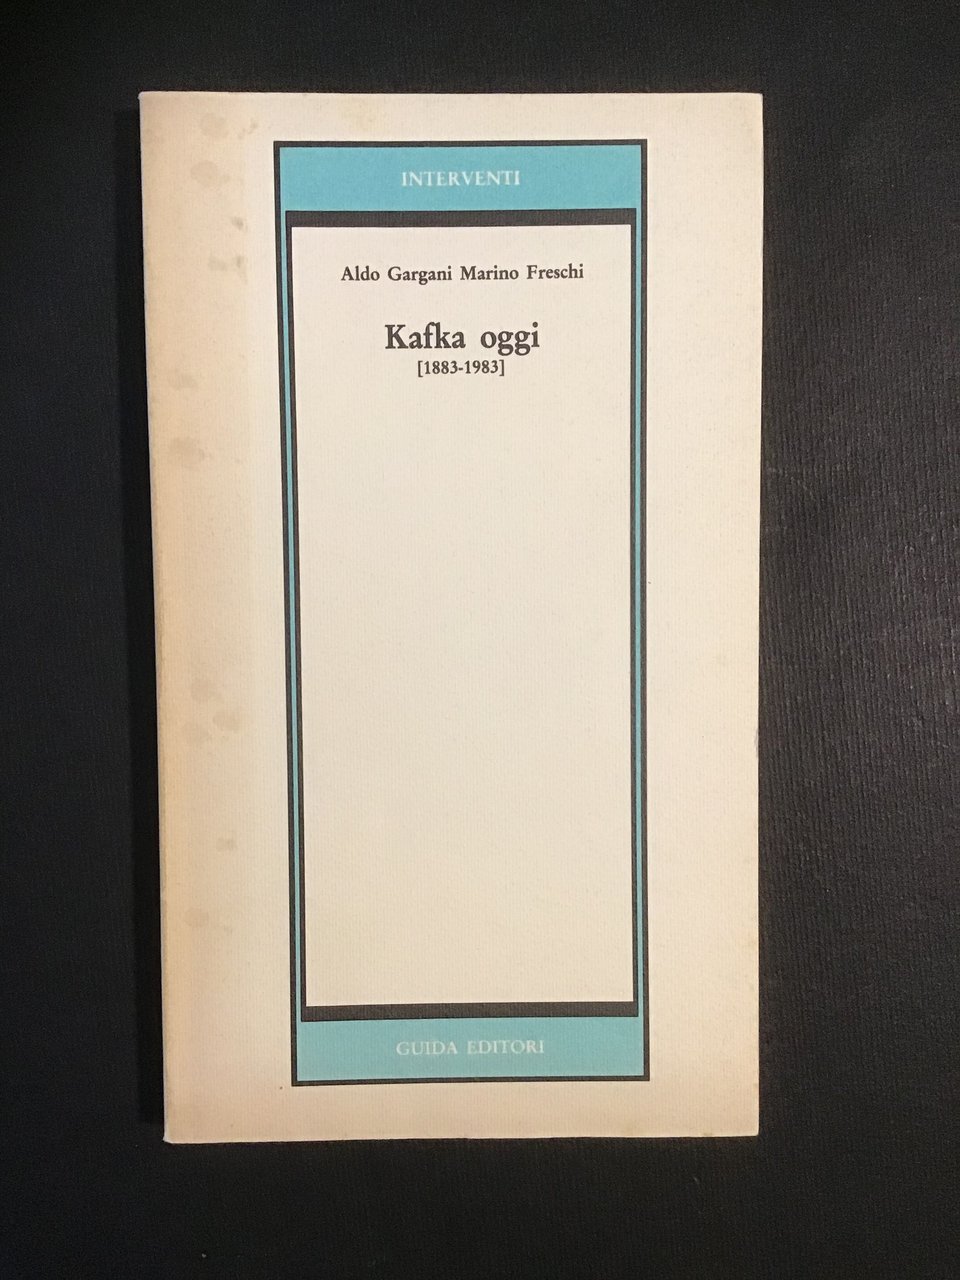 INTERVENTI
Aldo Gargani Marino Freschi
Kafka oggi
[1883-1983]
GUIDA EDITORI